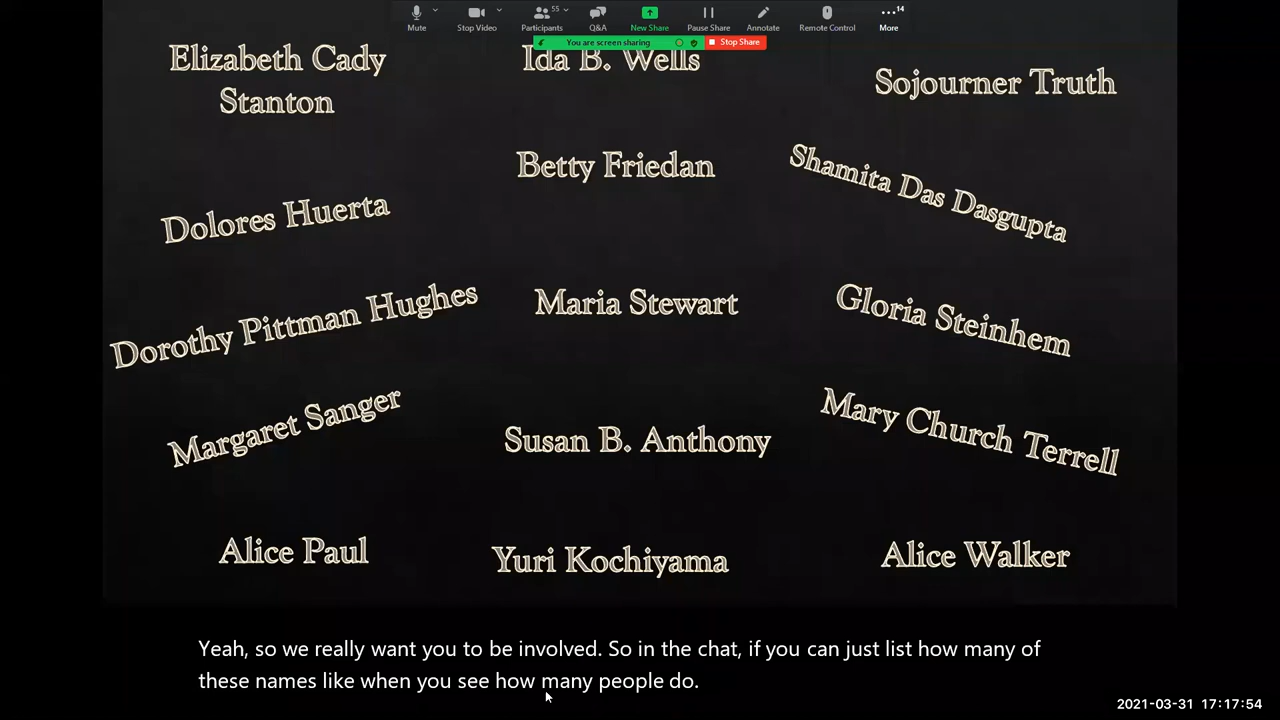 Mute
Stop Video
55
Participants
Q&A
New Share
Pause Share
Annotate
Remote Control
14
More
You are screen sharing
Stop Share
Elizabeth Cady
Stanton
Ida B. Wells
Sojourner Truth
Betty Friedan
Shamita Das Dasgupta
Dolores Huerta
Dorothy Pittman Hughes
Maria Stewart
Gloria Steinhem
Margaret Sanger
Susan B. Anthony
Mary Church Terrell
Alice Paul
Yuri Kochiyama
Alice Walker
Yeah, so we really want you to be involved. So in the chat, if you can just list how many of
these names like when you see how many people do.
2021-03-31 17:17:54